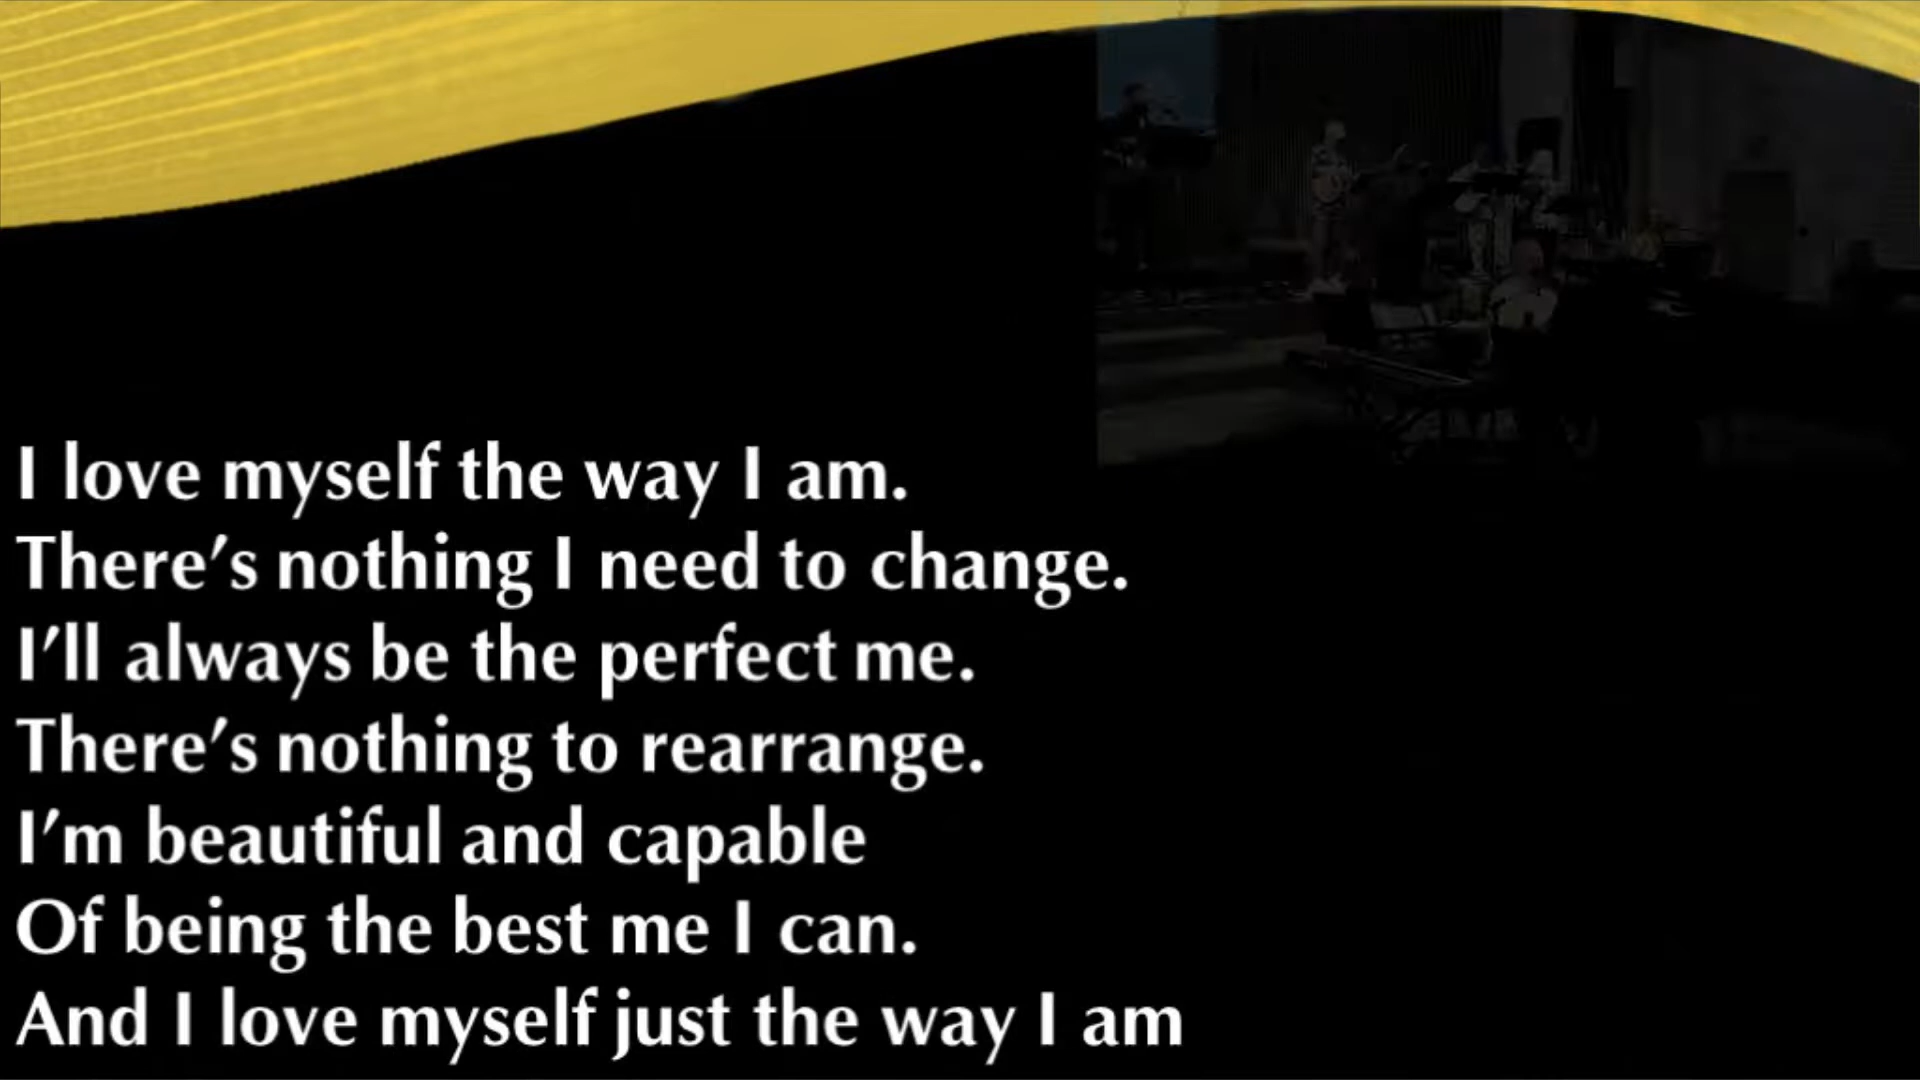 I love myself the way I am.
There’s nothing I need to change.
I’ll always be the perfect me.
There’s nothing to rearrange.
I’m beautiful and capable
Of being the best me I can.
And I love myself just the way I am